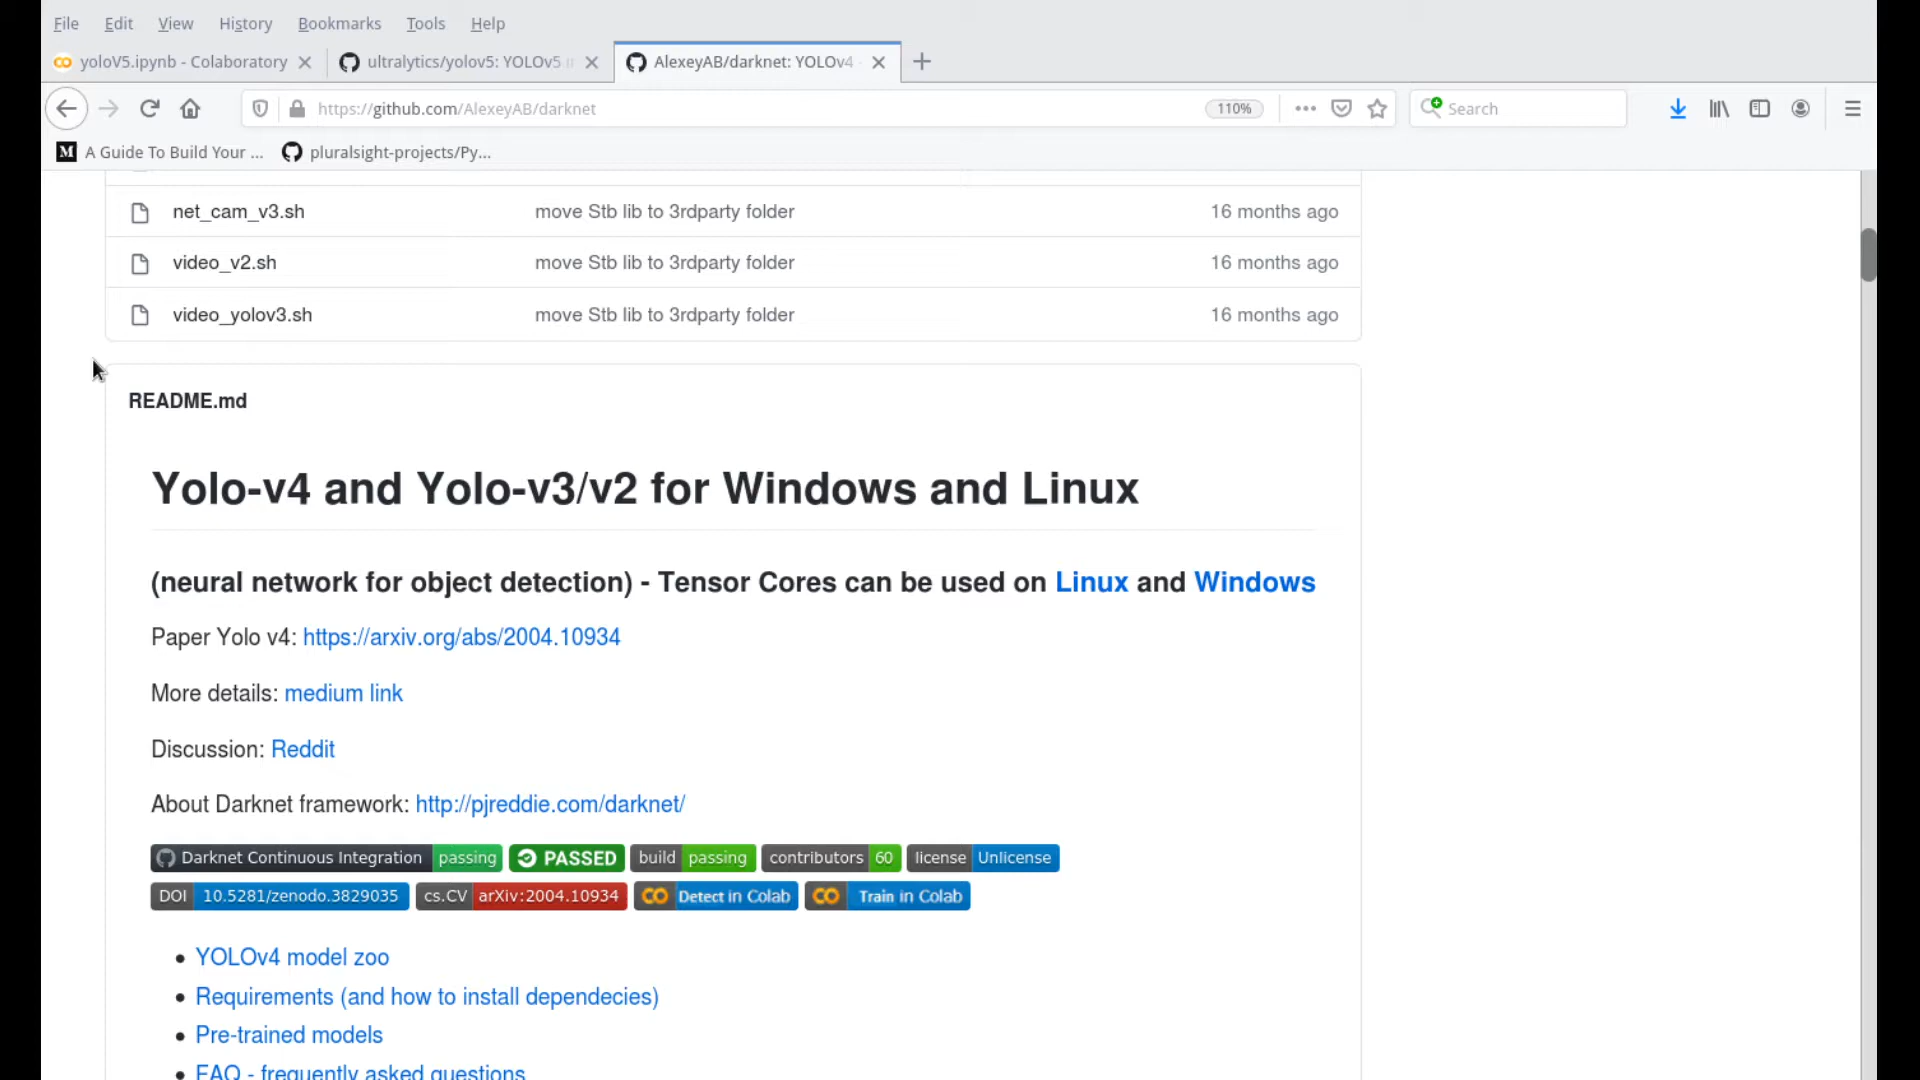 File Edit View History Bookmarks Tools Help
yoloV5.ipynb - Colaboratory ultralytics/yolov5: YOLOv5 AlexeyAB/darknet: YOLOv4
https://github.com/AlexeyAB/darknet 110% Search
M A Guide To Build Your ... pluralsight-projects/Py...
net_cam_v3.sh move Stb lib to 3rdparty folder 16 months ago
video_v2.sh move Stb lib to 3rdparty folder 16 months ago
video_yolov3.sh move Stb lib to 3rdparty folder 16 months ago
README.md
Yolo-v4 and Yolo-v3/v2 for Windows and Linux
(neural network for object detection) - Tensor Cores can be used on Linux and Windows
Paper Yolo v4: https://arxiv.org/abs/2004.10934
More details: medium link
Discussion: Reddit
About Darknet framework: http://pjreddie.com/darknet/
Darknet Continuous Integration passing PASSED build passing contributors 60 license Unlicense
DOI 10.5281/zenodo.3829035 cs.CV arXiv:2004.10934 Detect in Colab Train in Colab
• YOLOv4 model zoo
• Requirements (and how to install dependecies)
• Pre-trained models
• FAQ - frequently asked questions